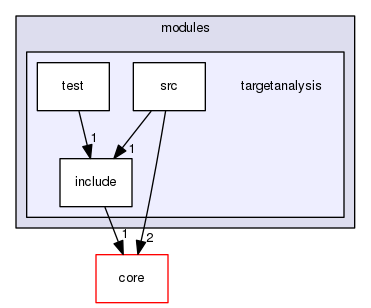 modules
test
src
targetanalysis
1
1
include
1
2
core